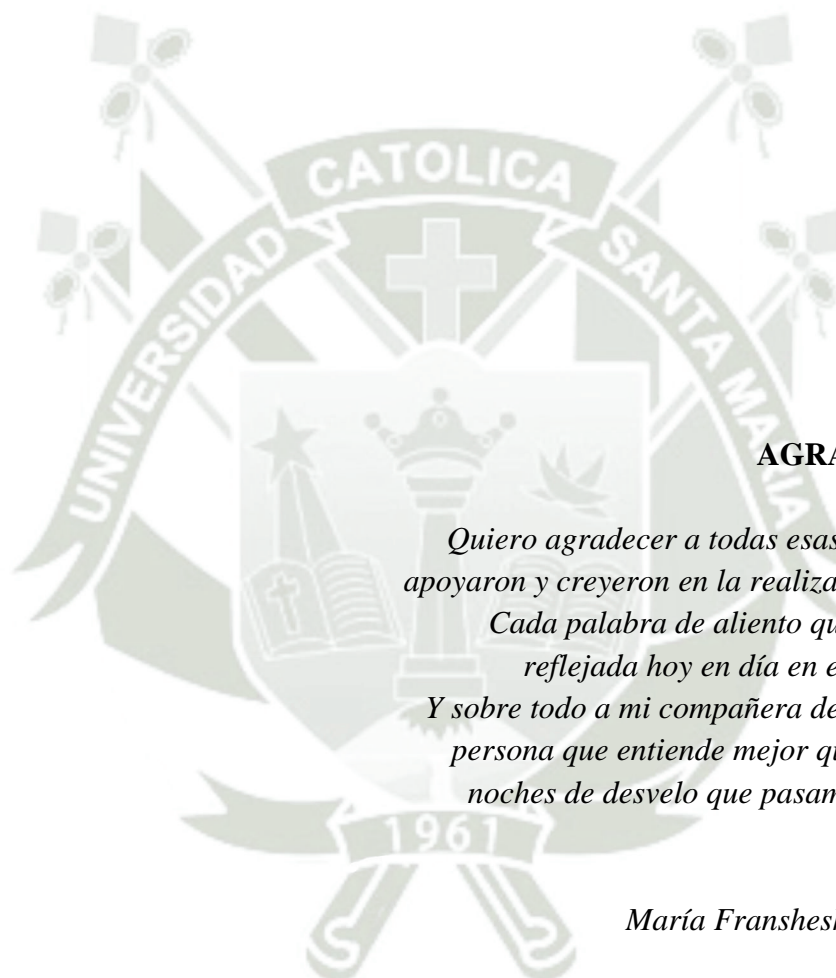 CATOLICA
UNIVERSIDAD
SANTA MARIA
AGRA
Quiero agradecer a todas esas
apoyaron y creyeron en la realiza
Cada palabra de aliento qu
reflejada hoy en día en e
Y sobre todo a mi compañera de
persona que entiende mejor qu
noches de desvelo que pasam
1961
María Franshesk